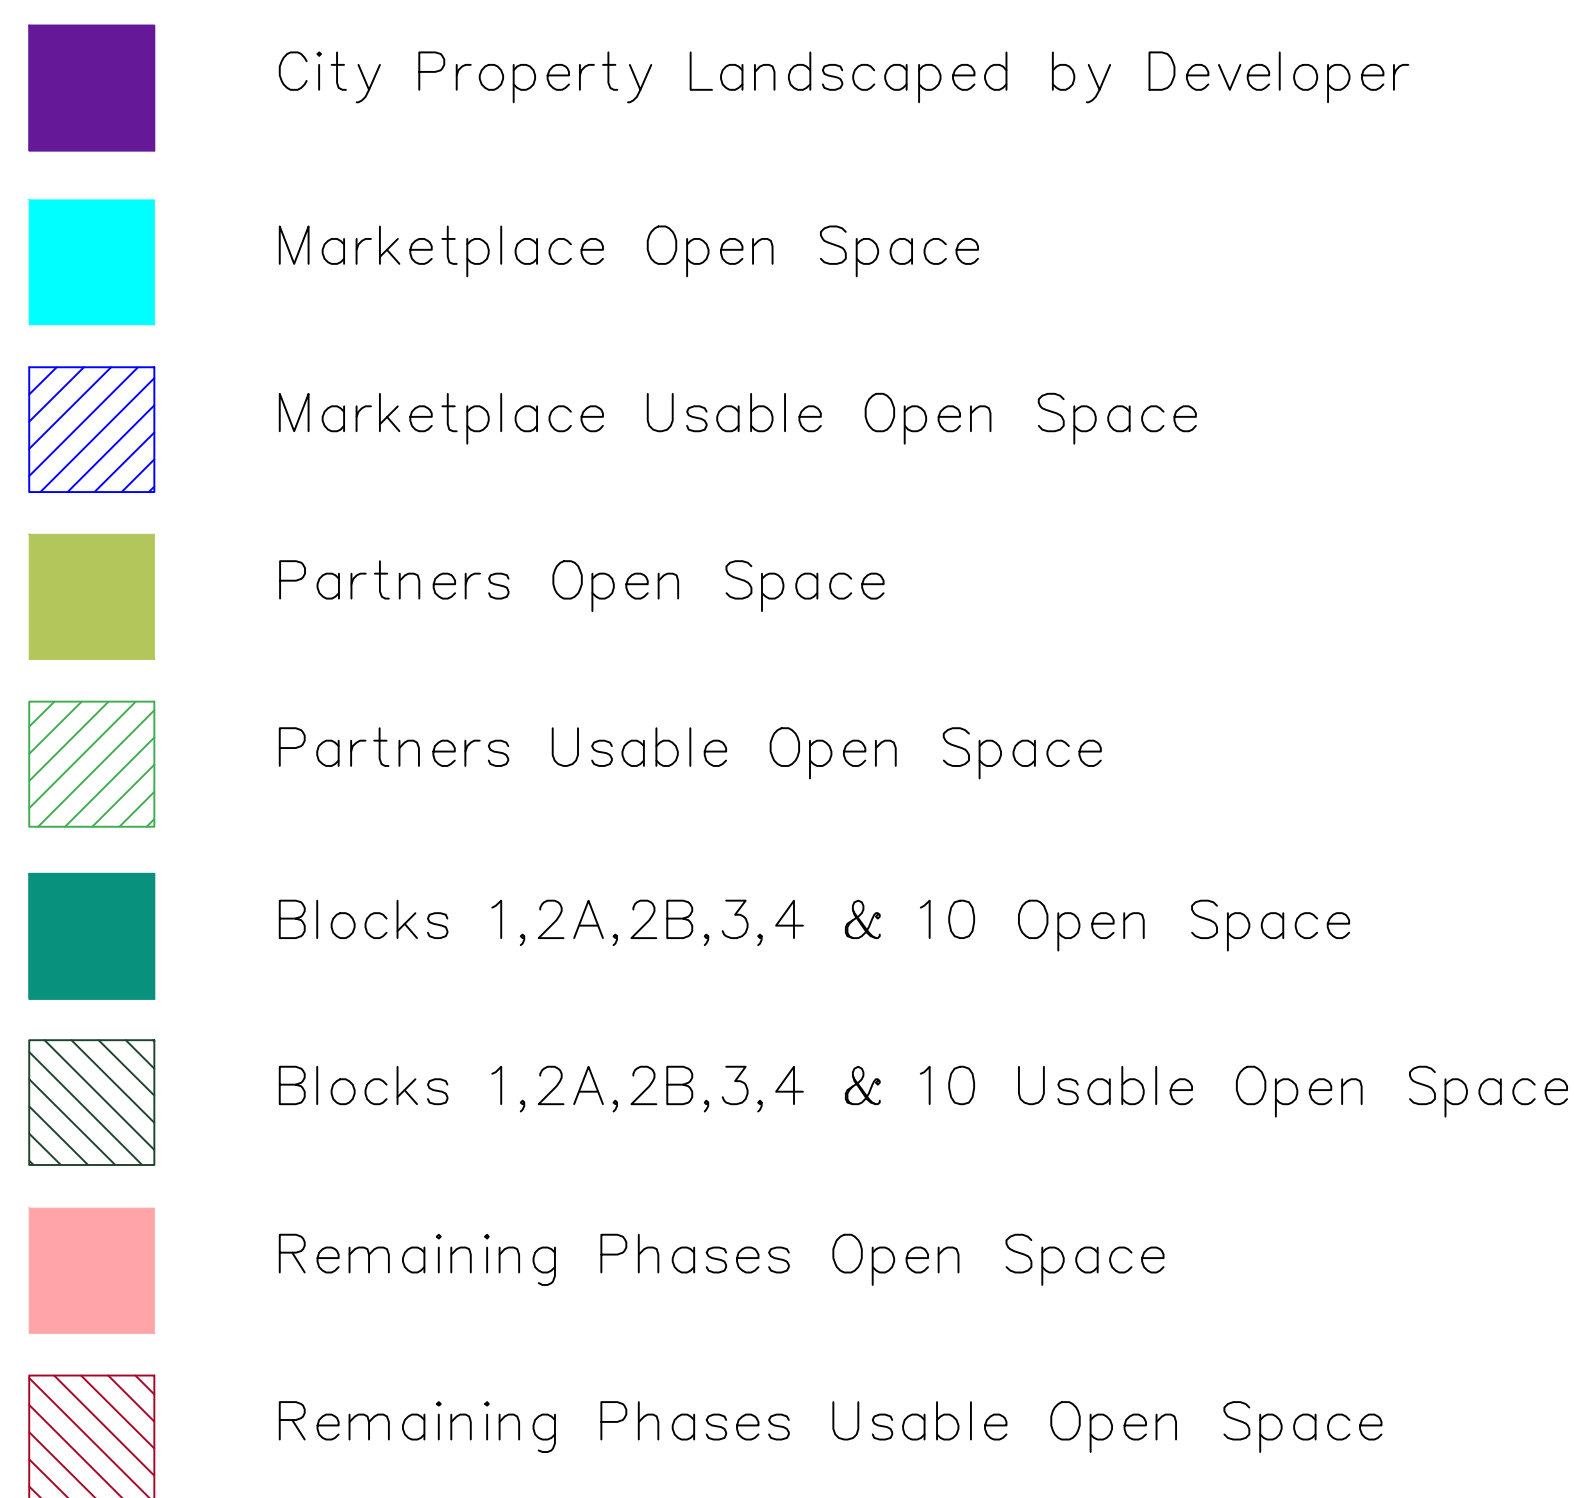 City Property Landscaped by Developer
Marketplace Open Space
Marketplace Usable Open Space
Partners Open Space
Partners Usable Open Space
Blocks 1,2A,2B,3,4 & 10 Open Space
Blocks 1,2A,2B,3,4 & 10 Usable Open Space
Remaining Phases Open Space
Remaining Phases Usable Open Space